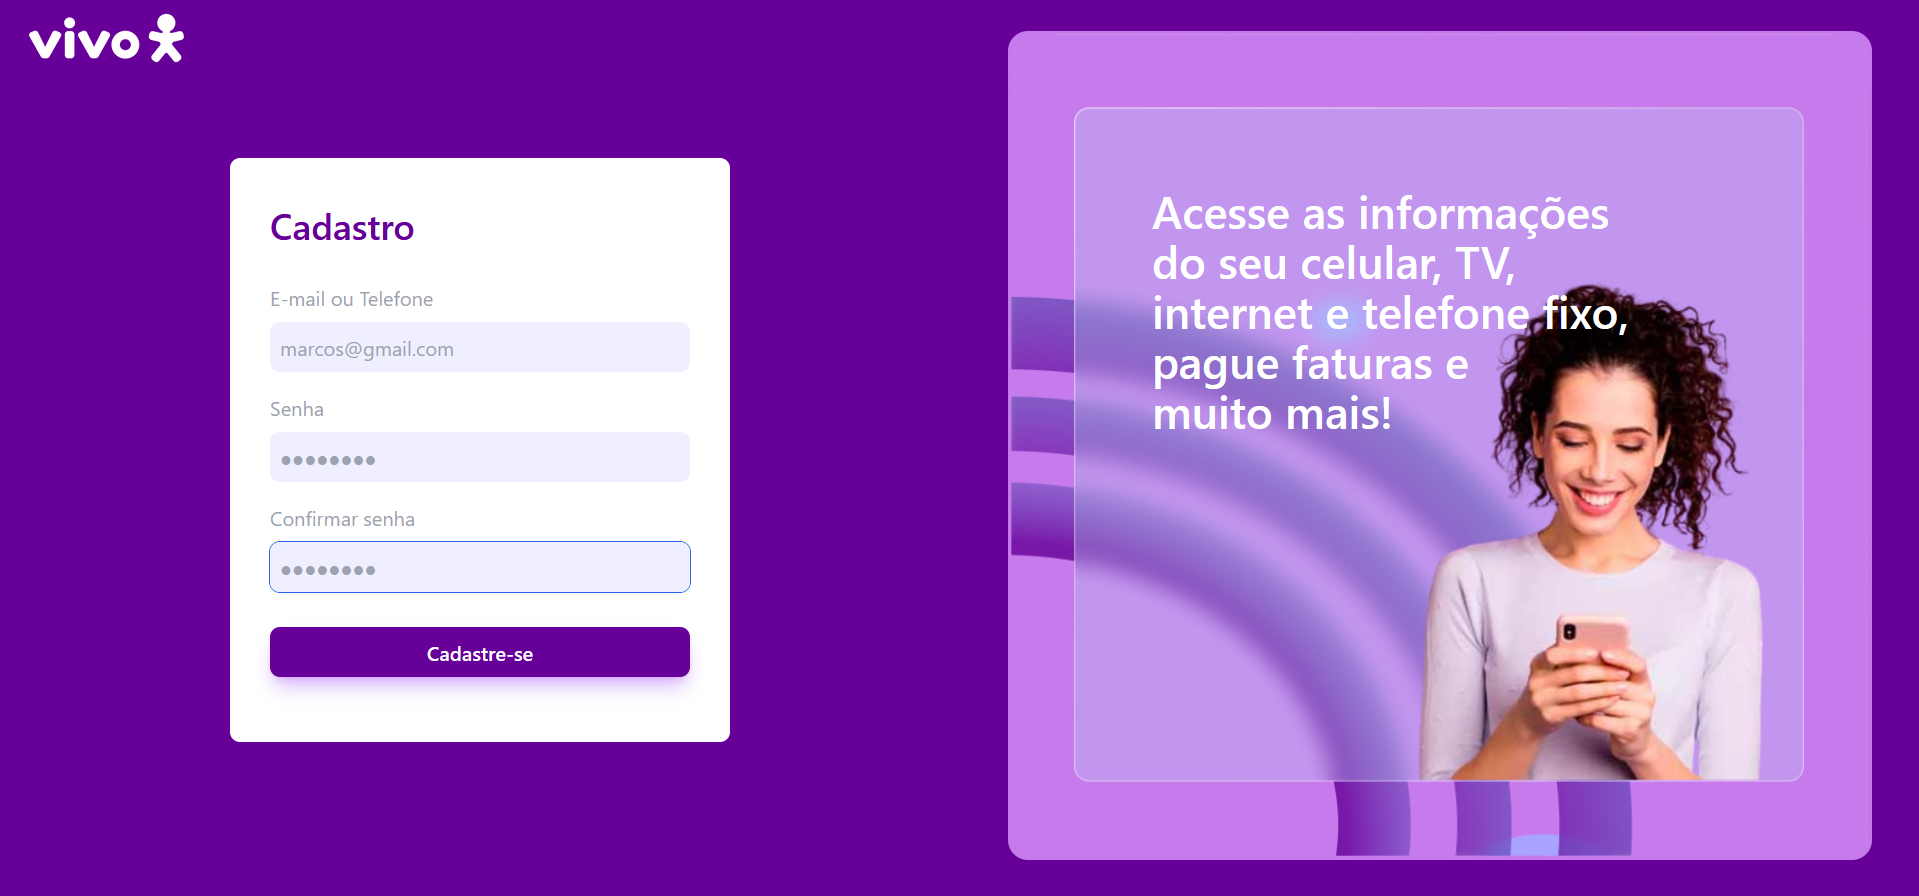 vivo
Cadastro
E-mail ou Telefone
marcos@gmail.com
Senha
●●●●●●●●
Confirmar senha
●●●●●●●●
Cadastre-se
Acesse as informações
do seu celular, TV,
internet e telefone fixo,
pague faturas e
muito mais!